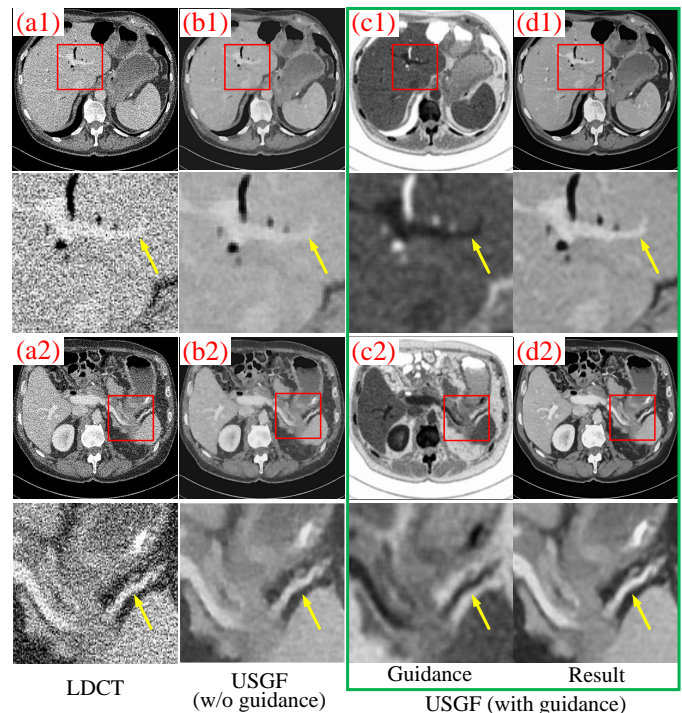 (a1) (b1) (c1) (d1)
(a2) (b2) (c2) (d2)
LDCT USGF Guidance Result
(w/o guidance) USGF (with guidance)